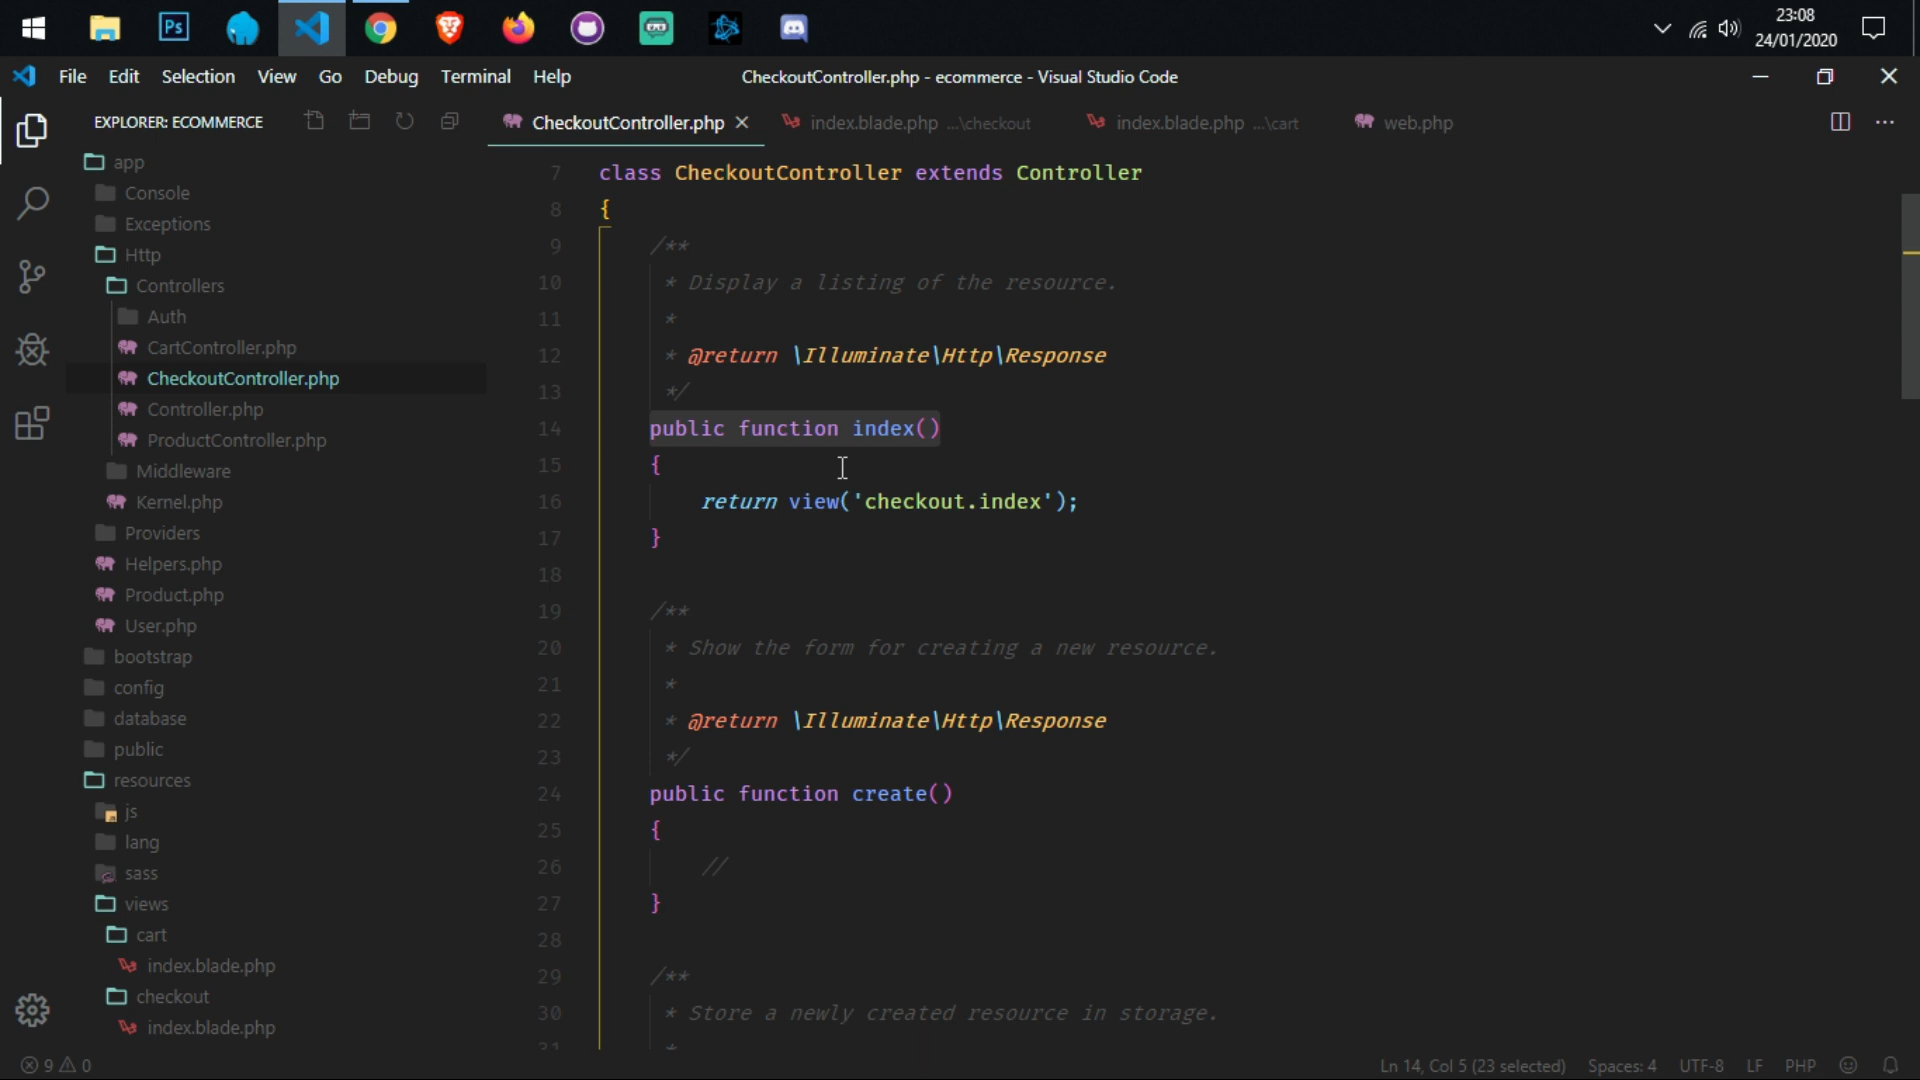 Ps
23:08
24/01/2020
File Edit Selection View Go Debug Terminal Help
CheckoutController.php - ecommerce - Visual Studio Code
EXPLORER: ECOMMERCE
CheckoutController.php
index.blade.php ...\checkout
index.blade.php ...\cart
web.php
app
Console
Exceptions
Http
Controllers
Auth
CartController.php
CheckoutController.php
Controller.php
ProductController.php
Middleware
Kernel.php
Providers
Helpers.php
Product.php
User.php
bootstrap
config
database
public
resources
js
lang
sass
views
cart
index.blade.php
checkout
index.blade.php
7 class CheckoutController extends Controller
8 {
9 /**
10 * Display a listing of the resource.
11 *
12 * @return \Illuminate\Http\Response
13 */
14 public function index()
15 {
16 return view('checkout.index');
17 }
18
19 /**
20 * Show the form for creating a new resource.
21 *
22 * @return \Illuminate\Http\Response
23 */
24 public function create()
25 {
26 //
27 }
28
29 /**
30 * Store a newly created resource in storage.
31 *
9 0
Ln 14, Col 5 (23 selected) Spaces: 4 UTF-8 LF PHP